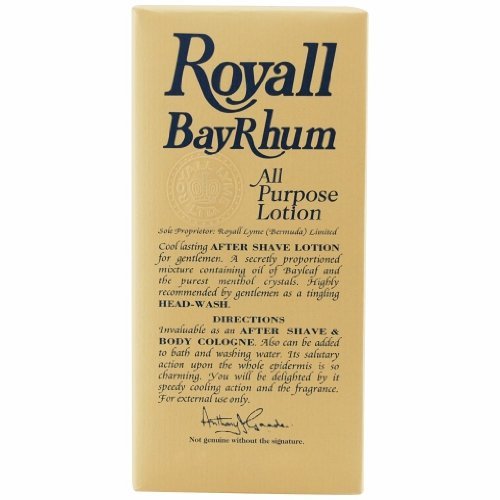 Royall
BayRhum
All
Purpose
Lotion
Sole Proprietor: Royall Lyme (Bermuda) Limited
Cool lasting AFTER SHAVE LOTION
for gentlemen. A secretly proportioned
mixture containing oil of Bayleaf and
the purest menthol crystals. Highly
recommended by gentlemen as a tingling
HEAD-WASH.
DIRECTIONS
Invaluable as an AFTER SHAVE &
BODY COLOGNE. Also can be added
to bath and washing water. Its salutary
action upon the whole epidermis is so
charming. You will be delighted by it
speedy cooling action and the fragrance.
For external use only.
Not genuine without the signature.